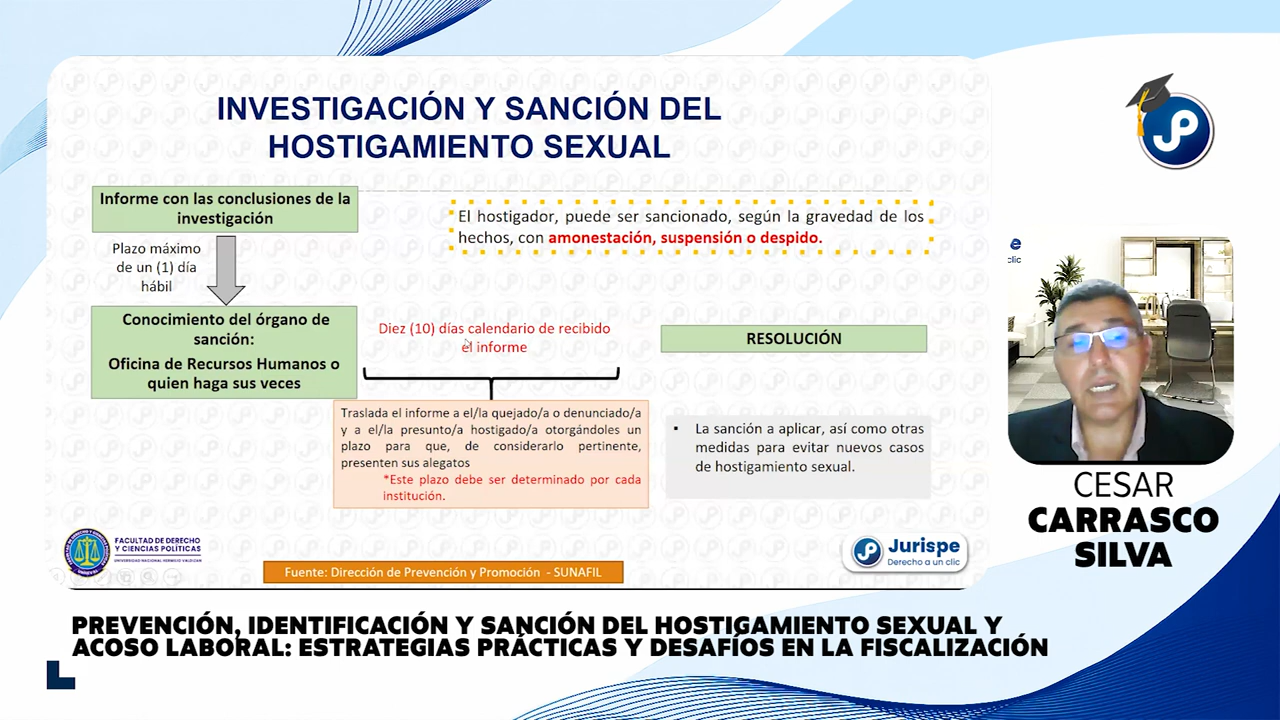 INVESTIGACIÓN Y SANCIÓN DEL
HOSTIGAMIENTO SEXUAL
Informe con las conclusiones de la
investigación
Plazo máximo
de un (1) día
hábil
Conocimiento del órgano de
sanción:
Oficina de Recursos Humanos o
quien haga sus veces
El hostigador, puede ser sancionado, según la gravedad de los
hechos, con amonestación, suspensión o despido.
Diez (10) días calendario de recibido
el informe
Traslada el informe a el/la quejado/a o denunciado/a
y a el/la presunto/a hostigado/a otorgándoles un
plazo para que, de considerarlo pertinente,
presenten sus alegatos
*Este plazo debe ser determinado por cada
institución.
RESOLUCIÓN
▪ La sanción a aplicar, así como otras
medidas para evitar nuevos casos
de hostigamiento sexual.
FACULTAD DE DERECHO
Y CIENCIAS POLÍTICAS
UNIVERSIDAD NACIONAL HERMILIO VALDIZAN
Fuente: Dirección de Prevención y Promoción - SUNAFIL
JP
Jurispe
Derecho a un clic
JP
e
clic
CESAR
CARRASCO
SILVA
PREVENCIÓN, IDENTIFICACIÓN Y SANCIÓN DEL HOSTIGAMIENTO SEXUAL Y
ACOSO LABORAL: ESTRATEGIAS PRÁCTICAS Y DESAFÍOS EN LA FISCALIZACIÓN